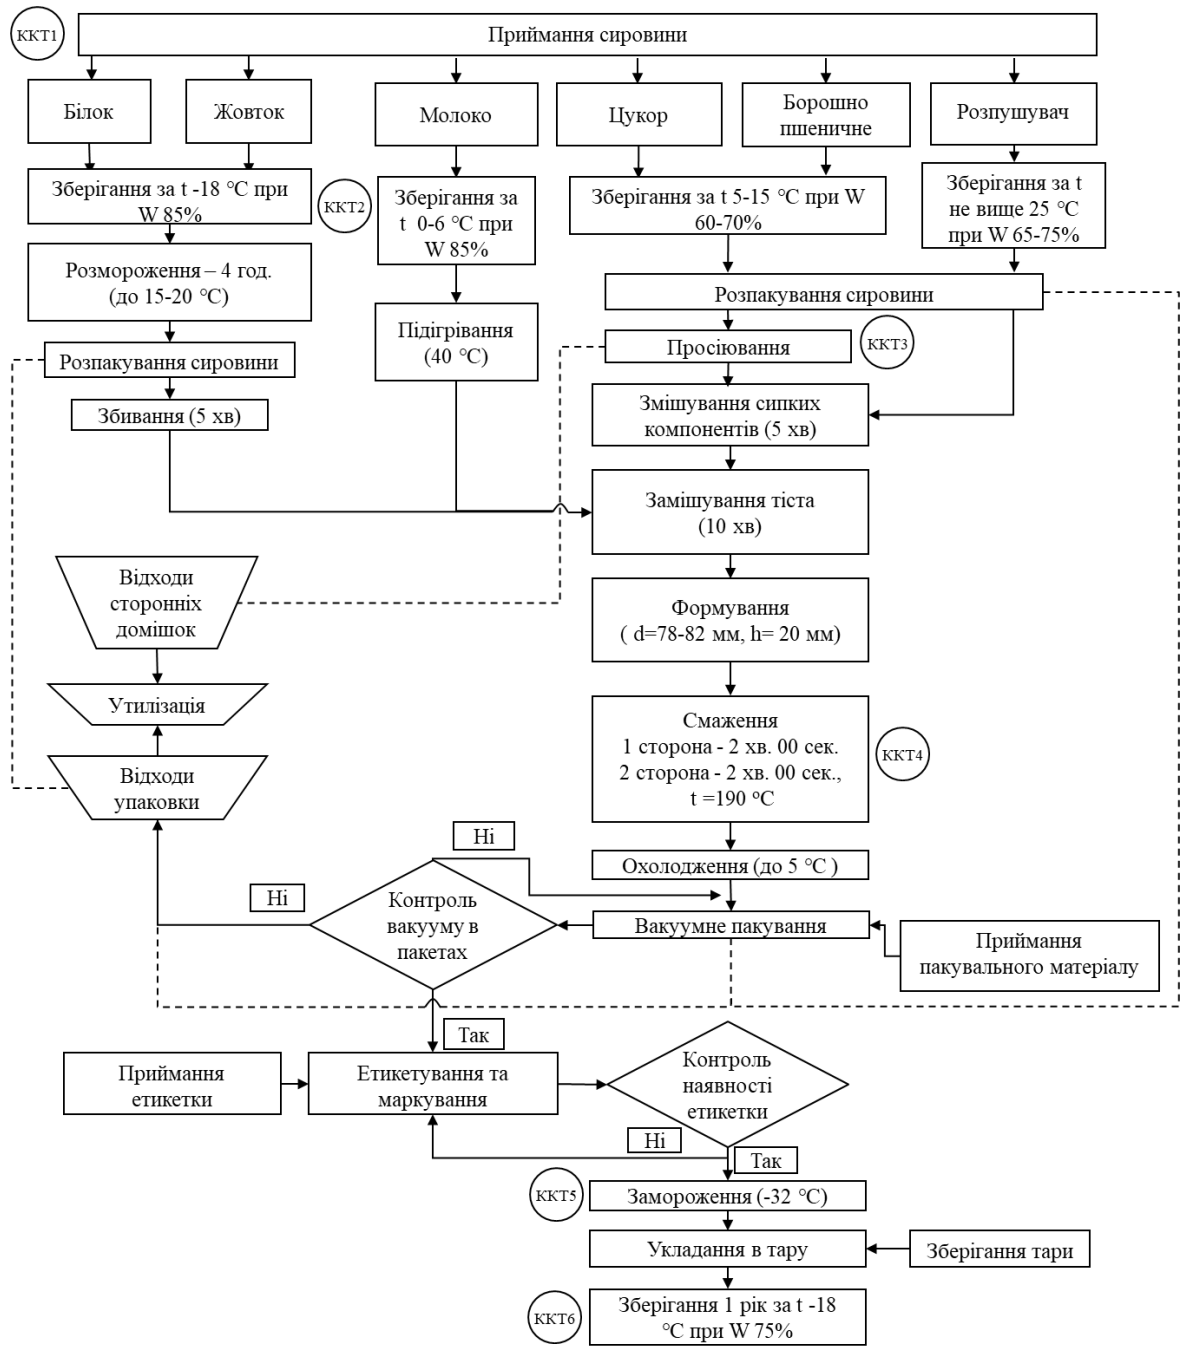 ККТ1
Приймання сировини
Білок
Жовток
Молоко
Цукор
Борошно
пшеничне
Розпушувач
Зберігання за t -18 °C при
W 85%
ККТ2
Зберігання за
t 0-6 °C при
W 85%
Зберігання за t 5-15 °C при W
60-70%
Зберігання за t
не вище 25 °C
при W 65-75%
Розмороження – 4 год.
(до 15-20 °C)
Розпакування сировини
Підігрівання
(40 °C)
Просіювання
ККТ3
Розпакування сировини
Збивання (5 хв)
Змішування сипких
компонентів (5 хв)
Замішування тіста
(10 хв)
Відходи
сторонніх
домішок
Формування
( d=78-82 мм, h= 20 мм)
Утилізація
Смаження
1 сторона - 2 хв. 00 сек.
2 сторона - 2 хв. 00 сек.,
t =190 °C
ККТ4
Відходи
упаковки
Ні
Охолодження (до 5 °C )
Ні
Контроль
вакууму в
пакетах
Вакуумне пакування
Приймання
пакувального матеріалу
Так
Приймання
етикетки
Етикетування та
маркування
Контроль
наявності
етикетки
Ні
Так
ККТ5
Замороження (-32 °C)
Укладання в тару
Зберігання тари
ККТ6
Зберігання 1 рік за t -18
°C при W 75%